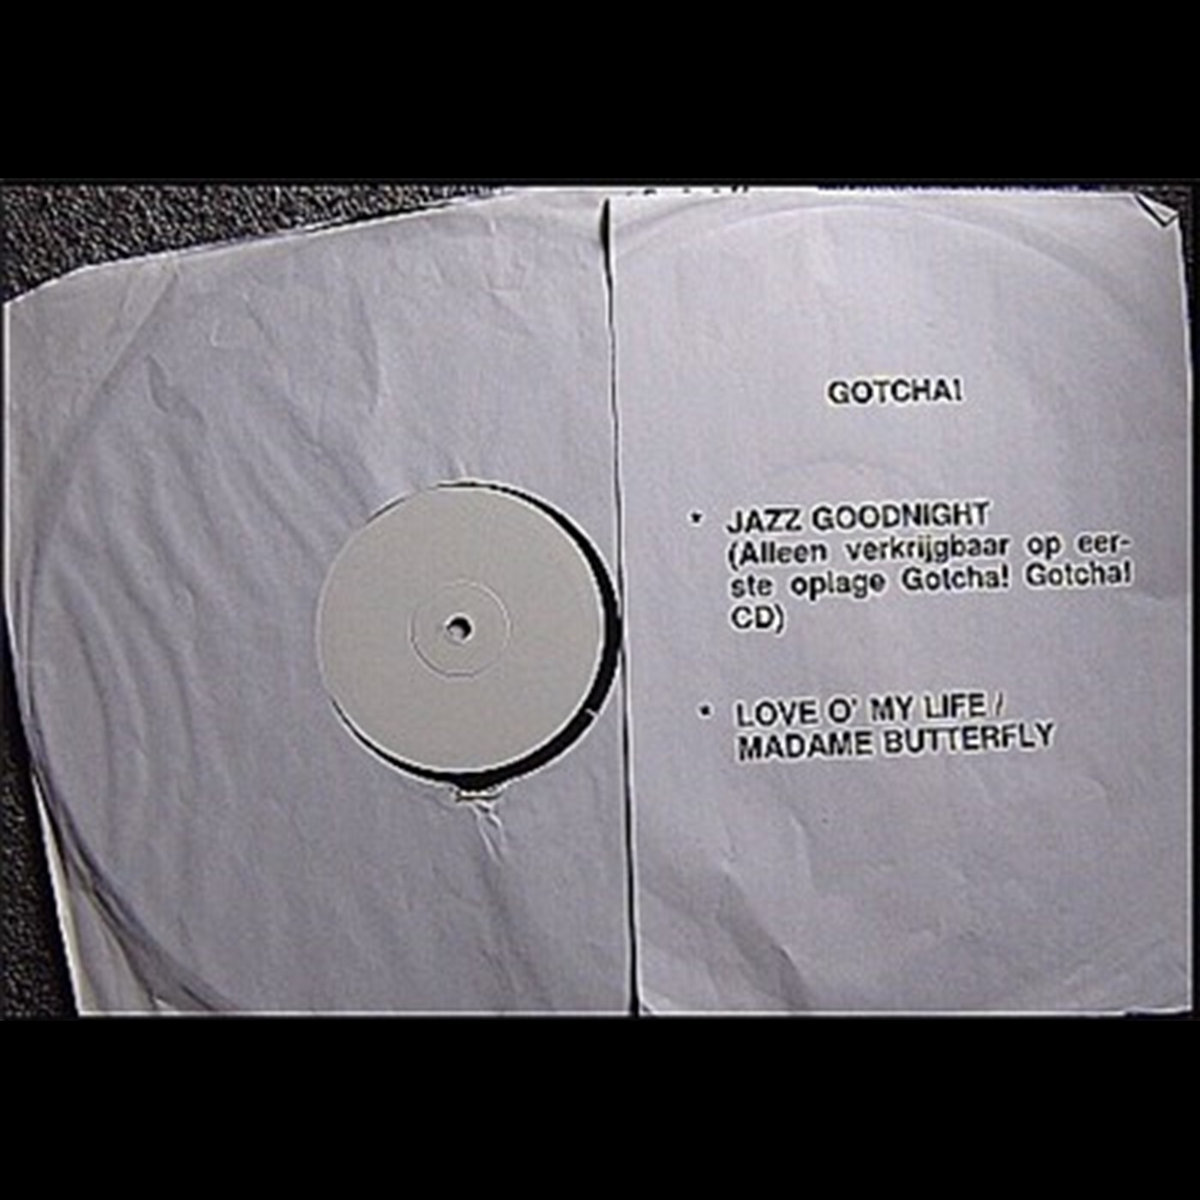 GOTCHA!
* JAZZ GOODNIGHT
(Alleen verkrijgbaar op eer-
ste oplage Gotcha! Gotcha!
CD)
* LOVE O' MY LIFE /
MADAME BUTTERFLY